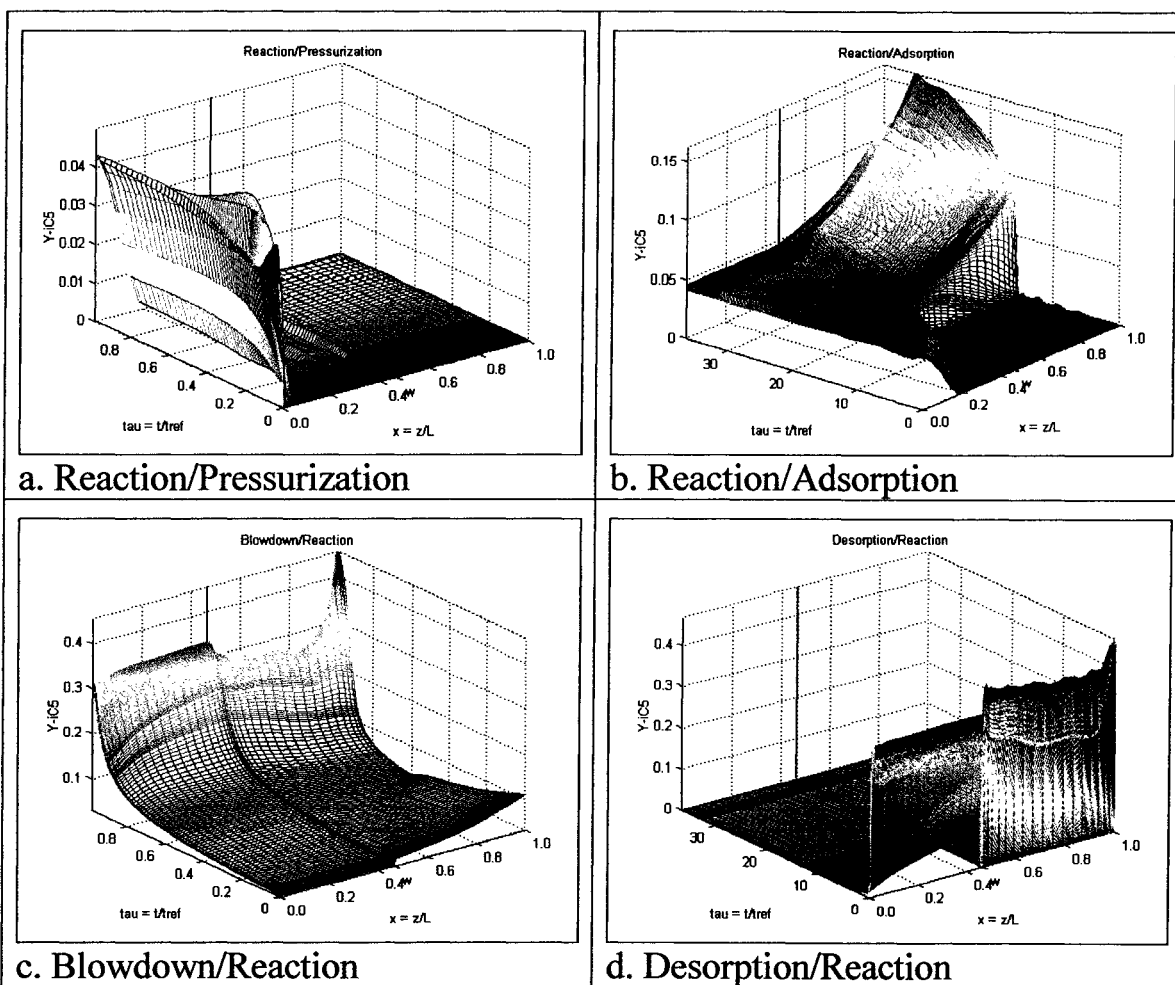 Reaction/Pressurization
Y-iC5
0.04
0.03
0.02
0.01
0
0.8
0.6
0.4
0.2
0
0.0
0.2
0.4
w
0.6
0.8
1.0
tau = t/tref
x = z/L
a. Reaction/Pressurization
Reaction/Adsorption
Y-iC5
0.15
0.1
0.05
0
30
20
10
0
0.0
0.2
0.4
w
0.6
0.8
1.0
tau = t/tref
x = z/L
b. Reaction/Adsorption
Blowdown/Reaction
Y-iC5
0.4
0.3
0.2
0.1
0.8
0.6
0.4
0.2
0
0.0
0.2
0.4
w
0.6
0.8
1.0
tau = t/tref
x = z/L
c. Blowdown/Reaction
Desorption/Reaction
Y-iC5
0.4
0.3
0.2
0.1
0
30
20
10
0
0.0
0.2
0.4
w
0.6
0.8
1.0
tau = t/tref
x = z/L
d. Desorption/Reaction